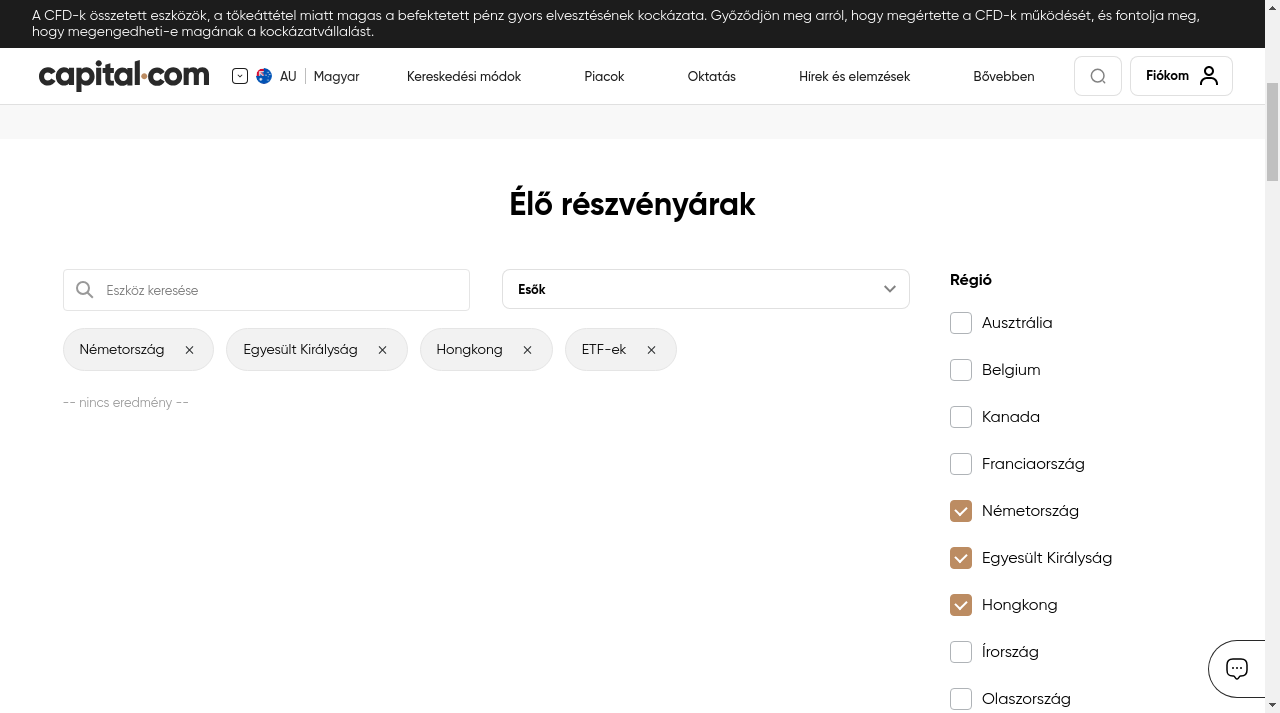 A CFD-k összetett eszközök, a tőkeáttétel miatt magas a befektetett pénz gyors elvesztésének kockázata. Győződjön meg arról, hogy megértette a CFD-k működését, és fontolja meg,
hogy megengedheti-e magának a kockázatvállalást.
capital.com
AU
Magyar
Kereskedési módok
Piacok
Oktatás
Hírek és elemzések
Bővebben
Fiókom
Élő részvényárak
Eszköz keresése
Esők
Régió
Németország
Egyesült Királyság
Hongkong
ETF-ek
-- nincs eredmény --
Ausztrália
Belgium
Kanada
Franciaország
Németország
Egyesült Királyság
Hongkong
Írország
Olaszország